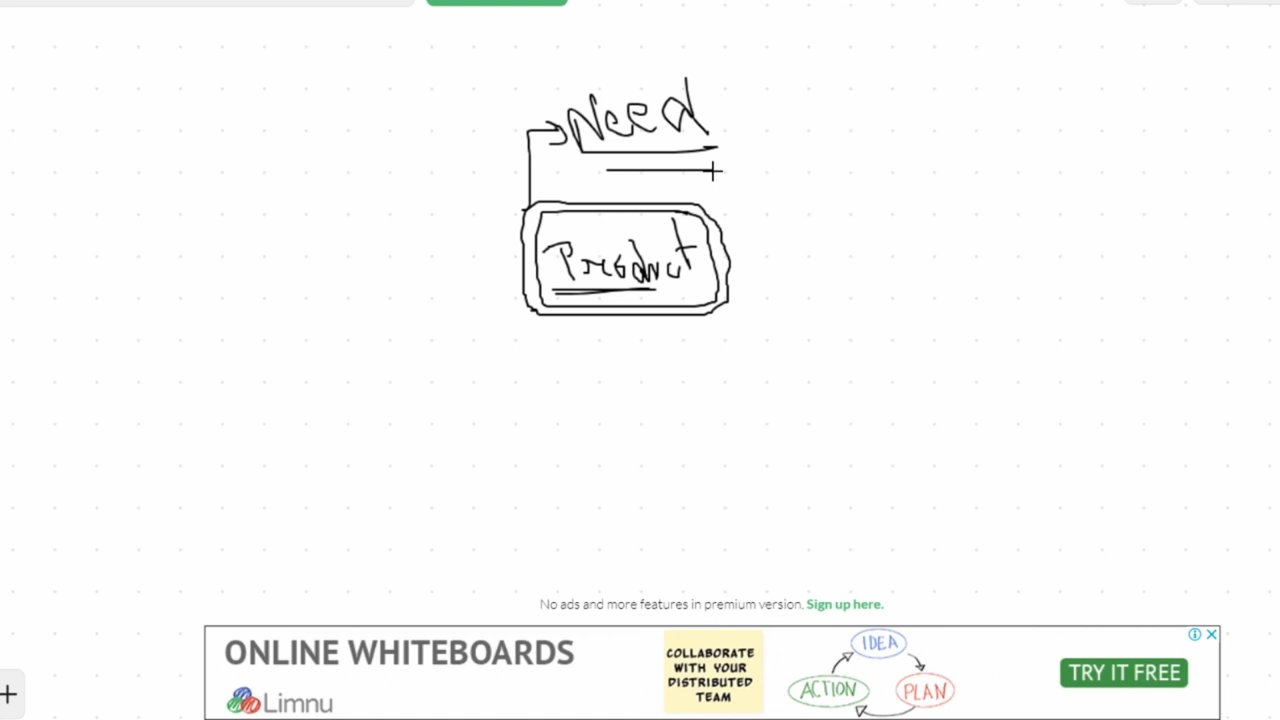 Need
Product
No ads and more features in premium version. Sign up here.
ONLINE WHITEBOARDS
Limnu
COLLABORATE
WITH YOUR
DISTRIBUTED
TEAM
IDEA
ACTION
PLAN
TRY IT FREE